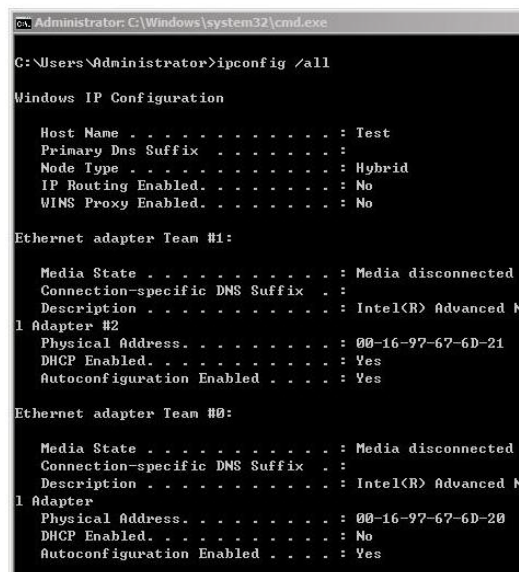 Administrator: C:\Windows\system32\cmd.exe
C:\Users\Administrator>ipconfig /all
Windows IP Configuration
Host Name . . . . . . . . . . . . : Test
Primary Dns Suffix . . . . . . . :
Node Type . . . . . . . . . . . . : Hybrid
IP Routing Enabled. . . . . . . . : No
WINS Proxy Enabled. . . . . . . . : No
Ethernet adapter Team #1:
Media State . . . . . . . . . . . : Media disconnected
Connection-specific DNS Suffix . :
Description . . . . . . . . . . . : Intel(R) Advanced N
l Adapter #2
Physical Address. . . . . . . . . : 00-16-97-67-6D-21
DHCP Enabled. . . . . . . . . . . : Yes
Autoconfiguration Enabled . . . . : Yes
Ethernet adapter Team #0:
Media State . . . . . . . . . . . : Media disconnected
Connection-specific DNS Suffix . :
Description . . . . . . . . . . . : Intel(R) Advanced N
l Adapter
Physical Address. . . . . . . . . : 00-16-97-67-6D-20
DHCP Enabled. . . . . . . . . . . : No
Autoconfiguration Enabled . . . . : Yes